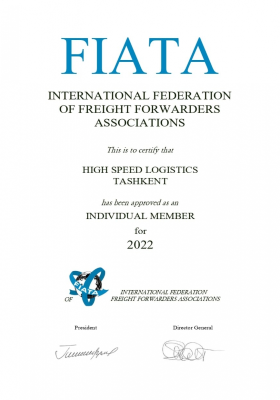 FIATA
INTERNATIONAL FEDERATION
OF FREIGHT FORWARDERS
ASSOCIATIONS
This is to certify that
HIGH SPEED LOGISTICS
TASHKENT
has been approved as an
INDIVIDUAL MEMBER
for
2022
FIATA
INTERNATIONAL FEDERATION
OF FREIGHT FORWARDERS ASSOCIATIONS
President Director General